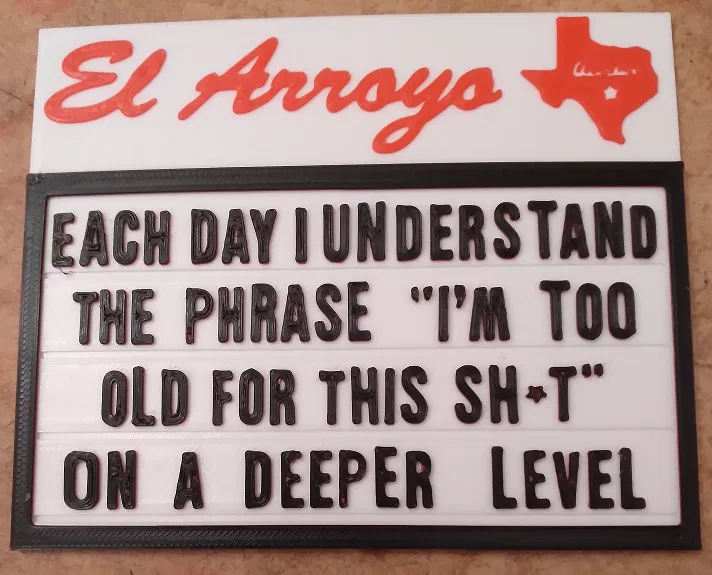 El Arroyo
EACH DAY I UNDERSTAND
THE PHRASE "I'M TOO
OLD FOR THIS SH*T"
ON A DEEPER LEVEL